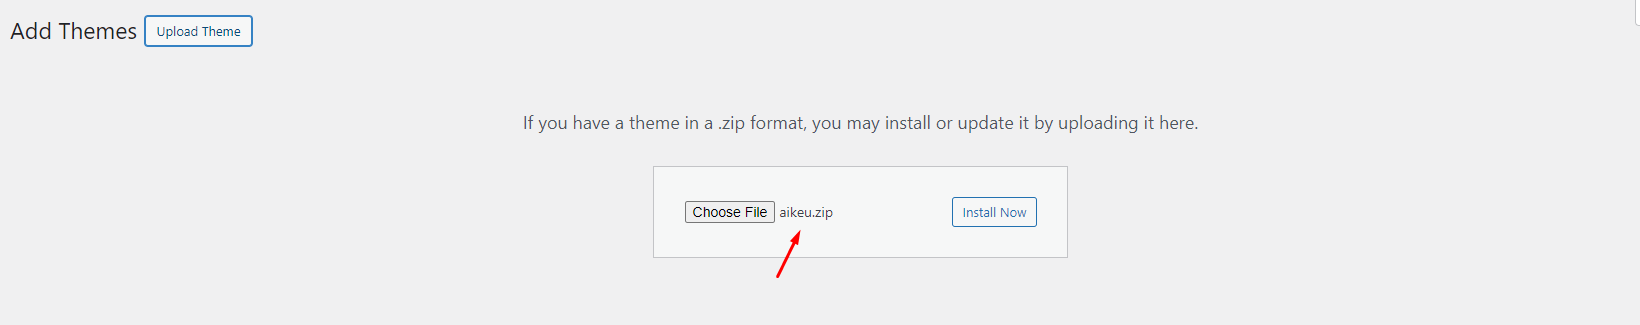 Add Themes Upload Theme
If you have a theme in a .zip format, you may install or update it by uploading it here.
Choose File aikeu.zip Install Now